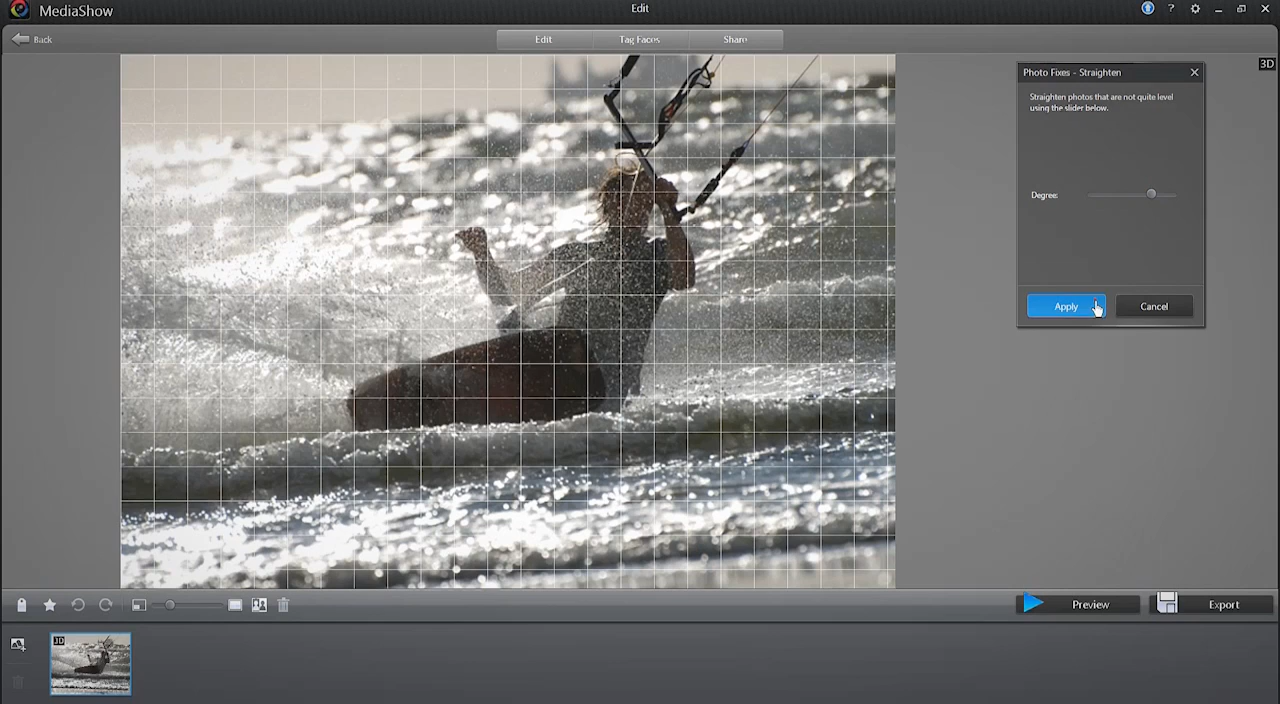 MediaShow
Edit
?
Back
Edit
Tag Faces
Share
3D
Photo Fixes - Straighten
Straighten photos that are not quite level
using the slider below.
Degree:
Apply
Cancel
Preview
Export
3D